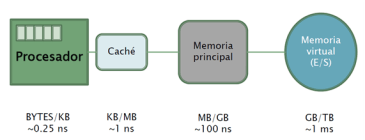 Procesador
Caché
Memoria
principal
Memoria
virtual
(E/S)
BYTES/KB
~0.25 ns
KB/MB
~1 ns
MB/GB
~100 ns
GB/TB
~1 ms